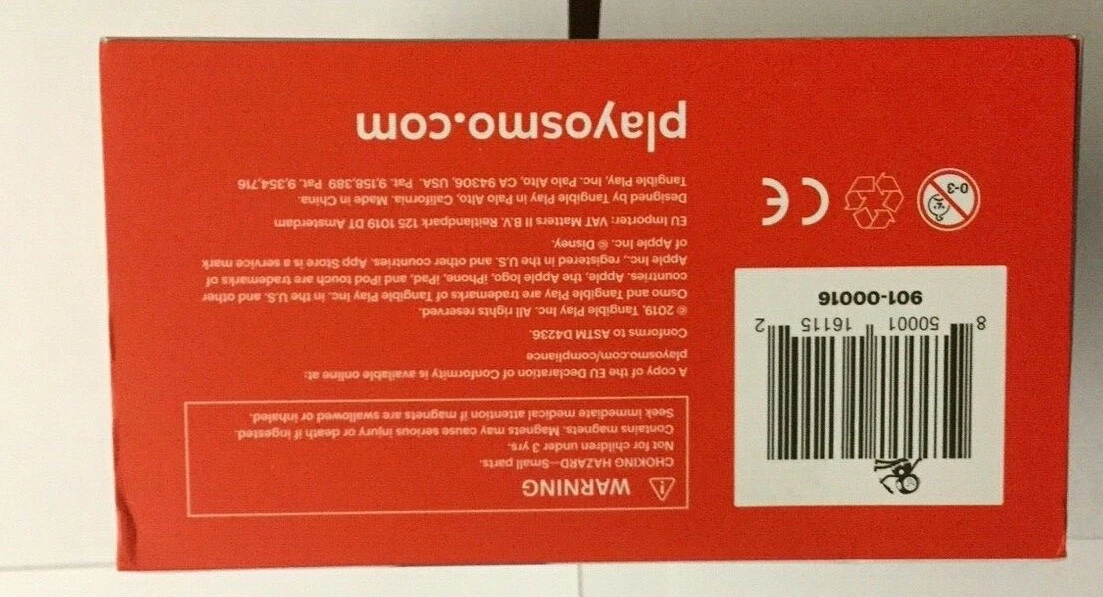 WARNING
CHOKING HAZARD—Small parts.
Not for children under 3 yrs.
Contains magnets. Magnets may cause serious injury or death if ingested.
Seek immediate medical attention if magnets are swallowed or inhaled.
A copy of the EU Declaration of Conformity is available online at:
playosmo.com/compliance
Conforms to ASTM D4236.
© 2019, Tangible Play Inc. All rights reserved.
Osmo and Tangible Play are trademarks of Tangible Play Inc. in the U.S. and other
countries. Apple, the Apple logo, iPhone, iPad, and iPod touch are trademarks of
Apple Inc., registered in the U.S. and other countries. App Store is a service mark
of Apple Inc. © Disney.
EU Importer: VAT Matters II B.V. Reitlandpark 125 1019 DT Amsterdam
Designed by Tangible Play in Palo Alto, California. Made in China.
Tangible Play, Inc. Palo Alto, CA 94306, USA. Pat. 9,158,389 Pat. 9,354,716
playosmo.com
8 50001 16115 2
901-00016
0-3
CE